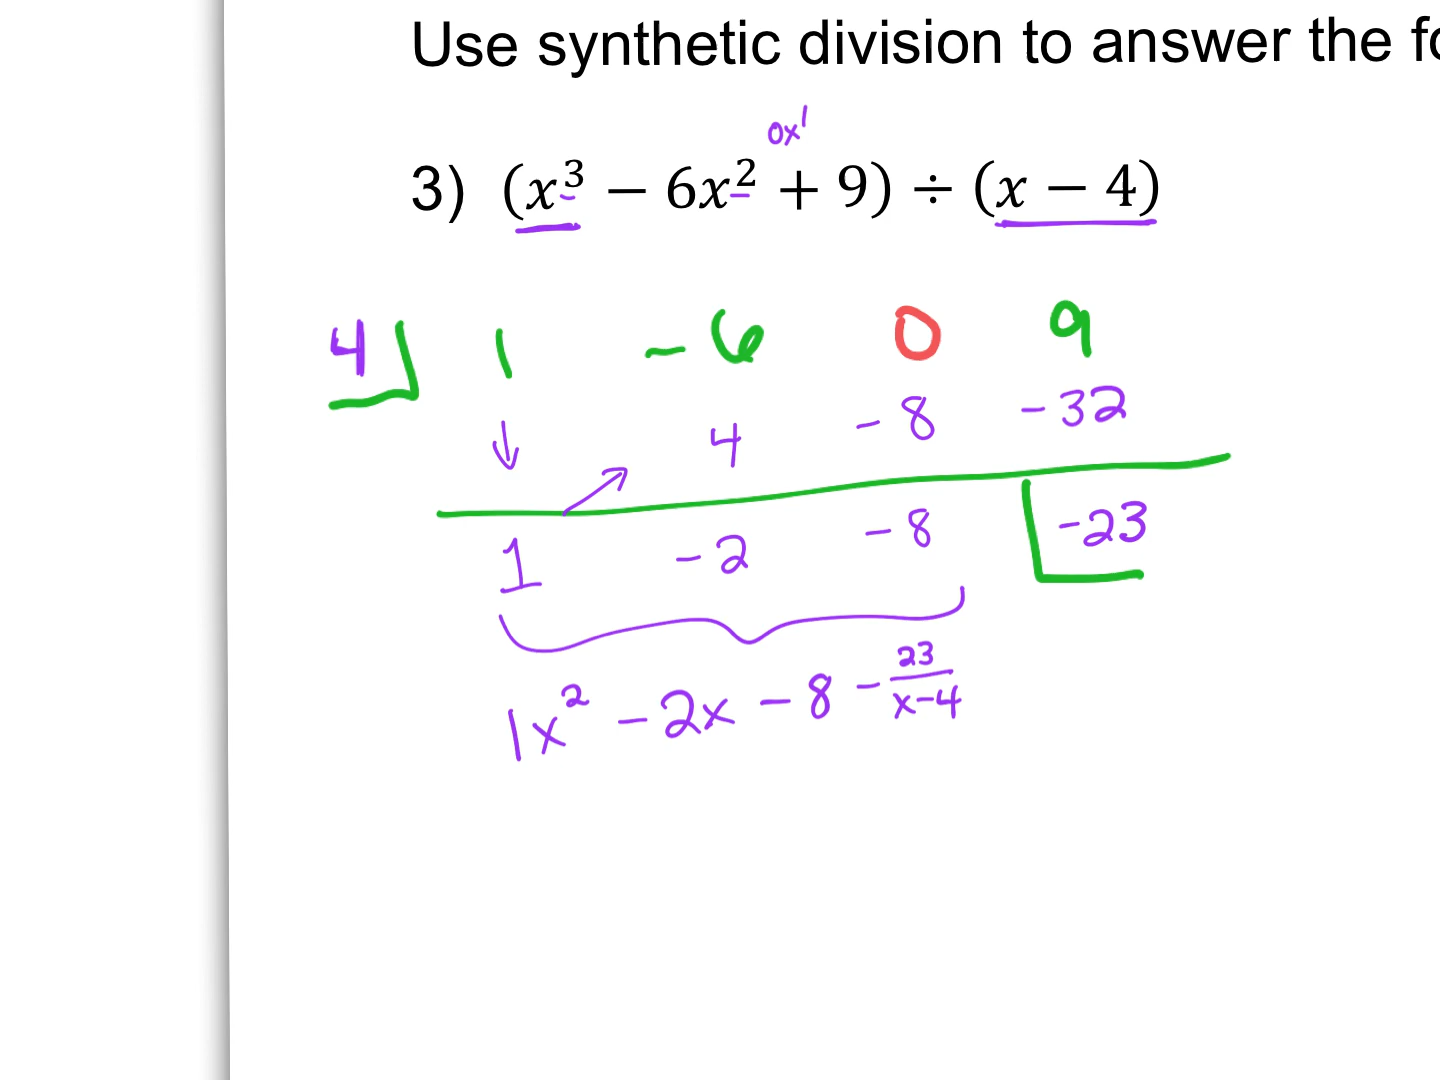 Use synthetic division to answer the
0x¹
3) (x³ − 6x² + 9) ÷ (x − 4)
4 1 -6 0 9
4 -8 -32
1 -2 -8 -23
1x² - 2x - 8 - 23/(x-4)